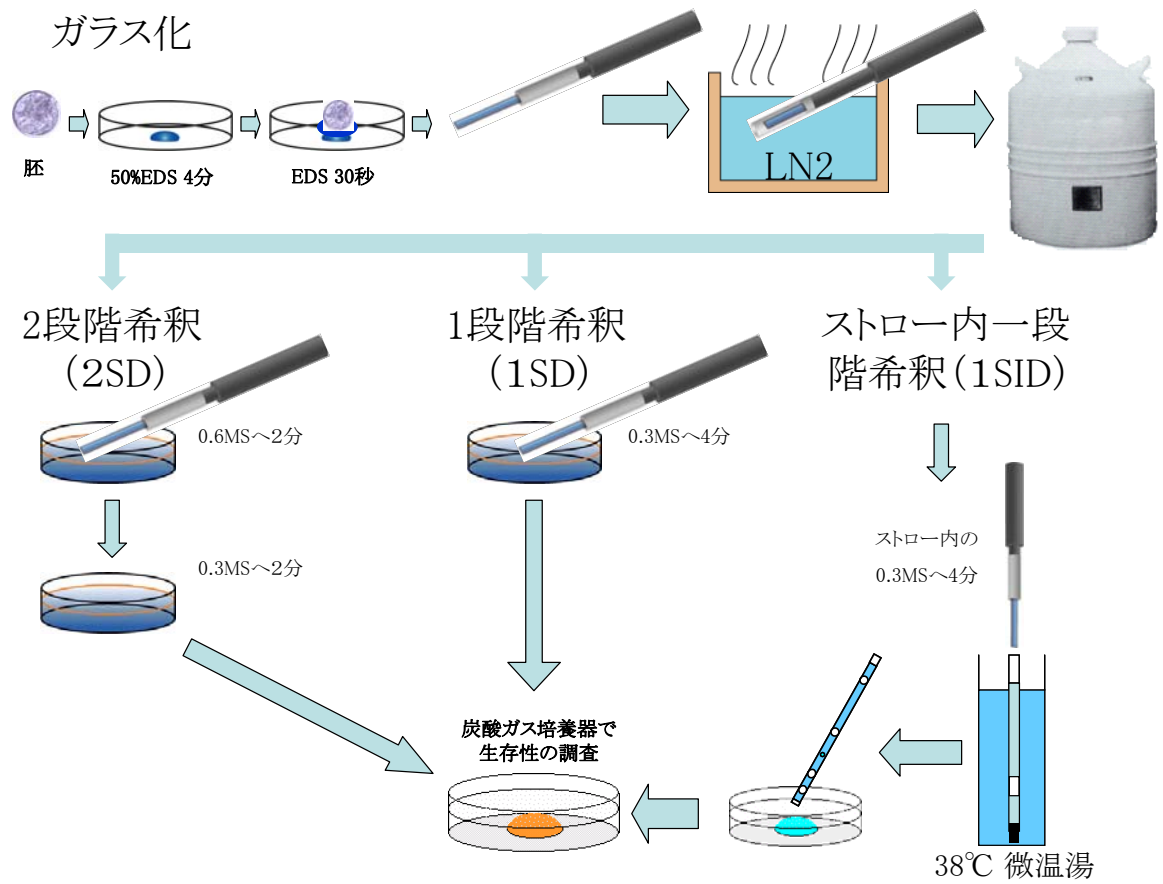 ガラス化
胚
50%EDS 4分
EDS 30秒
LN2
2段階希釈
(2SD)
0.6MSへ2分
0.3MSへ2分
1段階希釈
(1SD)
0.3MSへ4分
ストロー内一段
階希釈(1SID)
ストロー内の
0.3MSへ4分
炭酸ガス培養器で
生存性の調査
38℃ 微温湯